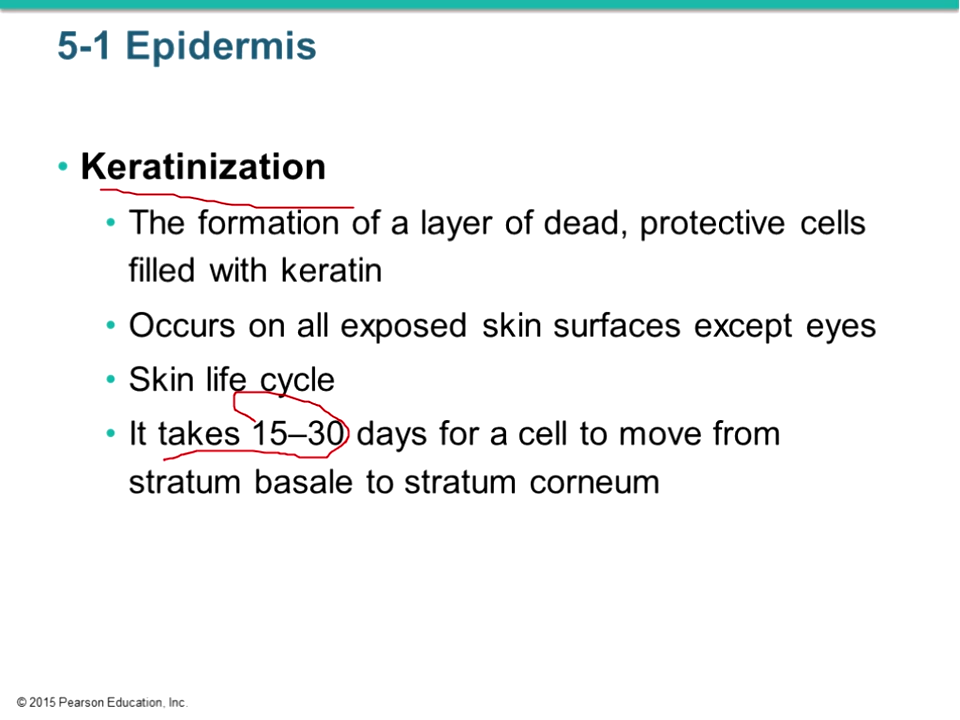 5-1 Epidermis
• Keratinization
• The formation of a layer of dead, protective cells
filled with keratin
• Occurs on all exposed skin surfaces except eyes
• Skin life cycle
• It takes 15–30 days for a cell to move from
stratum basale to stratum corneum
© 2015 Pearson Education, Inc.